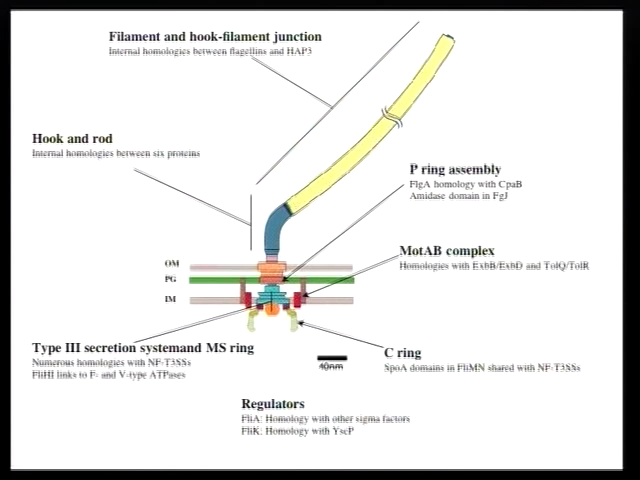 Filament and hook-filament junction
Internal homologies between flagellins and HAP3
Hook and rod
Internal homologies between six proteins
P ring assembly
FlgA homology with CpaB
Amidase domain in FgJ
MotAB complex
Homologies with ExbB/ExbD and TolQ/TolR
OM
PG
IM
Type III secretion systemand MS ring
Numerous homologies with NF-T3SSs
FliHI links to F- and V-type ATPases
40nm
C ring
SpoA domains in FliMN shared with NF-T3SSs
Regulators
FliA: Homology with other sigma factors
FliK: Homology with YscP